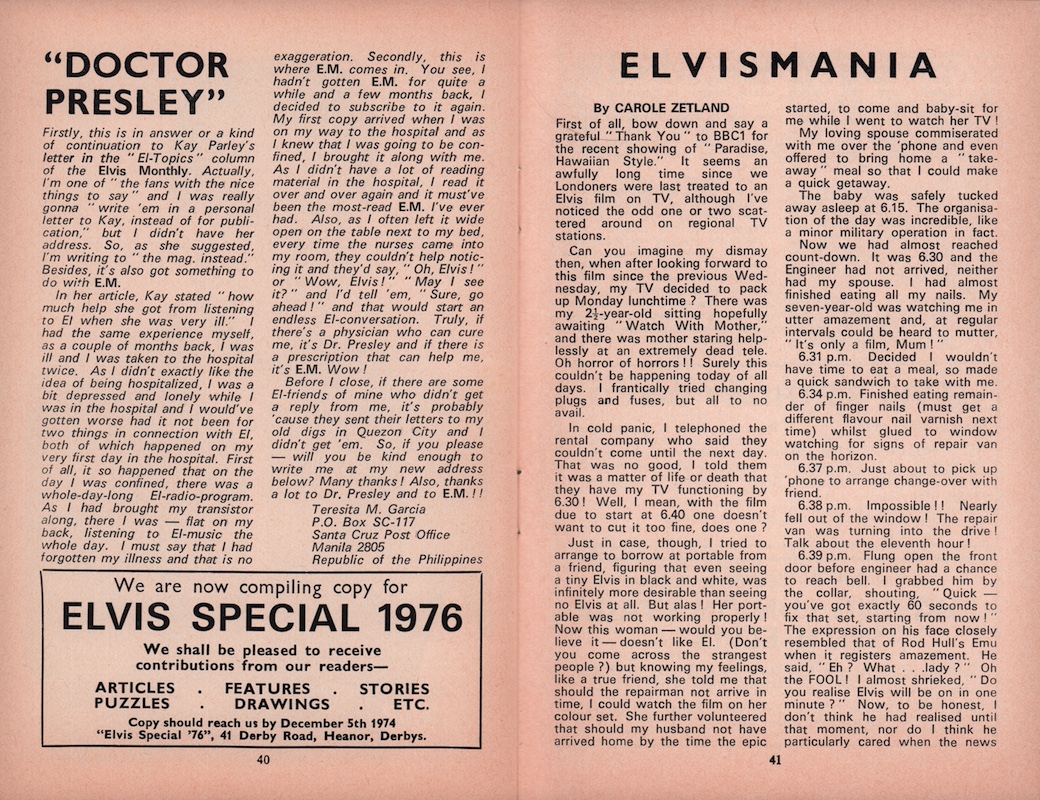 “DOCTOR
PRESLEY”
Firstly, this is in answer or a kind
of continuation to Kay Parley's
letter in the “El-Topics” column
of the Elvis Monthly. Actually,
I'm one of “the fans with the nice
things to say” and I was really
gonna “write 'em in a personal
letter to Kay, instead of for publi-
cation,” but I didn't have her
address. So, as she suggested,
I'm writing to “the mag. instead.”
Besides, it's also got something to
do with E.M.
In her article, Kay stated “how
much help she got from listening
to El when she was very ill.” I
had the same experience myself,
as a couple of months back, I was
ill and I was taken to the hospital
twice. As I didn't exactly like the
idea of being hospitalized, I was a
bit depressed and lonely while I
was in the hospital and I would've
gotten worse had it not been for
two things in connection with El,
both of which happened on my
very first day in the hospital. First
of all, it so happened that on the
day I was confined, there was a
whole-day-long El-radio-program.
As I had brought my transistor
along, there I was — flat on my
back, listening to El-music the
whole day. I must say that I had
forgotten my illness and that is no
exaggeration. Secondly, this is
where E.M. comes in. You see, I
hadn't gotten E.M. for quite a
while and a few months back, I
decided to subscribe to it again.
My first copy arrived when I was
on my way to the hospital and as
I knew that I was going to be con-
fined, I brought it along with me.
As I didn't have a lot of reading
material in the hospital, I read it
over and over again and it must've
been the most-read E.M. I've ever
had. Also, as I often left it wide
open on the table next to my bed,
every time the nurses came into
my room, they couldn't help notic-
ing it and they'd say, “Oh, Elvis!”
or “Wow, Elvis!” “May I see
it?” and I'd tell 'em, “Sure, go
ahead!” and that would start an
endless El-conversation. Truly, if
there's a physician who can cure
me, it's Dr. Presley and if there is
a prescription that can help me,
it's E.M. Wow!
Before I close, if there are some
El-friends of mine who didn't get
a reply from me, it's probably
'cause they sent their letters to my
old digs in Quezon City and I
didn't get 'em. So, if you please
— will you be kind enough to
write me at my new address
below? Many thanks! Also, thanks
a lot to Dr. Presley and to E.M.!!
Teresita M. Garcia
P.O. Box SC-117
Santa Cruz Post Office
Manila 2805
Republic of the Philippines
We are now compiling copy for
ELVIS SPECIAL 1976
We shall be pleased to receive
contributions from our readers—
ARTICLES . FEATURES . STORIES
PUZZLES . DRAWINGS . ETC.
Copy should reach us by December 5th 1974
“Elvis Special '76”, 41 Derby Road, Heanor, Derbys.
40
ELVISMANIA
By CAROLE ZETLAND
First of all, bow down and say a
grateful “Thank You” to BBC1 for
the recent showing of “Paradise,
Hawaiian Style.” It seems an
awfully long time since we
Londoners were last treated to an
Elvis film on TV, although I've
noticed the odd one or two scat-
tered around on regional TV
stations.
Can you imagine my dismay
then, when after looking forward to
this film since the previous Wed-
nesday, my TV decided to pack
up Monday lunchtime? There was
my 2½-year-old sitting hopefully
awaiting “Watch With Mother,”
and there was mother staring help-
lessly at an extremely dead tele.
Oh horror of horrors!! Surely this
couldn't be happening today of all
days. I frantically tried changing
plugs and fuses, but all to no
avail.
In cold panic, I telephoned the
rental company who said they
couldn't come until the next day.
That was no good, I told them
it was a matter of life or death that
they have my TV functioning by
6.30! Well, I mean, with the film
due to start at 6.40 one doesn't
want to cut it too fine, does one?
Just in case, though, I tried to
arrange to borrow at portable from
a friend, figuring that even seeing
a tiny Elvis in black and white, was
infinitely more desirable than seeing
no Elvis at all. But alas! Her port-
able was not working properly!
Now this woman — would you be-
lieve it — doesn't like El. (Don't
you come across the strangest
people?) but knowing my feelings,
like a true friend, she told me that
should the repairman not arrive in
time, I could watch the film on her
colour set. She further volunteered
that should my husband not have
arrived home by the time the epic
started, to come and baby-sit for
me while I went to watch her TV!
My loving spouse commiserated
with me over the 'phone and even
offered to bring home a “take-
away” meal so that I could make
a quick getaway.
The baby was safely tucked
away asleep at 6.15. The organisa-
tion of the day was incredible, like
a minor military operation in fact.
Now we had almost reached
count-down. It was 6.30 and the
Engineer had not arrived, neither
had my spouse. I had almost
finished eating all my nails. My
seven-year-old was watching me in
utter amazement and, at regular
intervals could be heard to mutter,
“It's only a film, Mum!”
6.31 p.m. Decided I wouldn't
have time to eat a meal, so made
a quick sandwich to take with me.
6.34 p.m. Finished eating remain-
der of finger nails (must get a
different flavour nail varnish next
time) whilst glued to window
watching for signs of repair van
on the horizon.
6.37 p.m. Just about to pick up
'phone to arrange change-over with
friend.
6.38 p.m. Impossible!! Nearly
fell out of the window! The repair
van was turning into the drive!
Talk about the eleventh hour!
6.39 p.m. Flung open the front
door before engineer had a chance
to reach bell. I grabbed him by
the collar, shouting, “Quick —
you've got exactly 60 seconds to
fix that set, starting from now!”
The expression on his face closely
resembled that of Rod Hull's Emu
when it registers amazement. He
said, “Eh? What . . .lady?” Oh
the FOOL! I almost shrieked, “Do
you realise Elvis will be on in one
minute?” Now, to be honest, I
don't think he had realised until
that moment, nor do I think he
particularly cared when the news
41